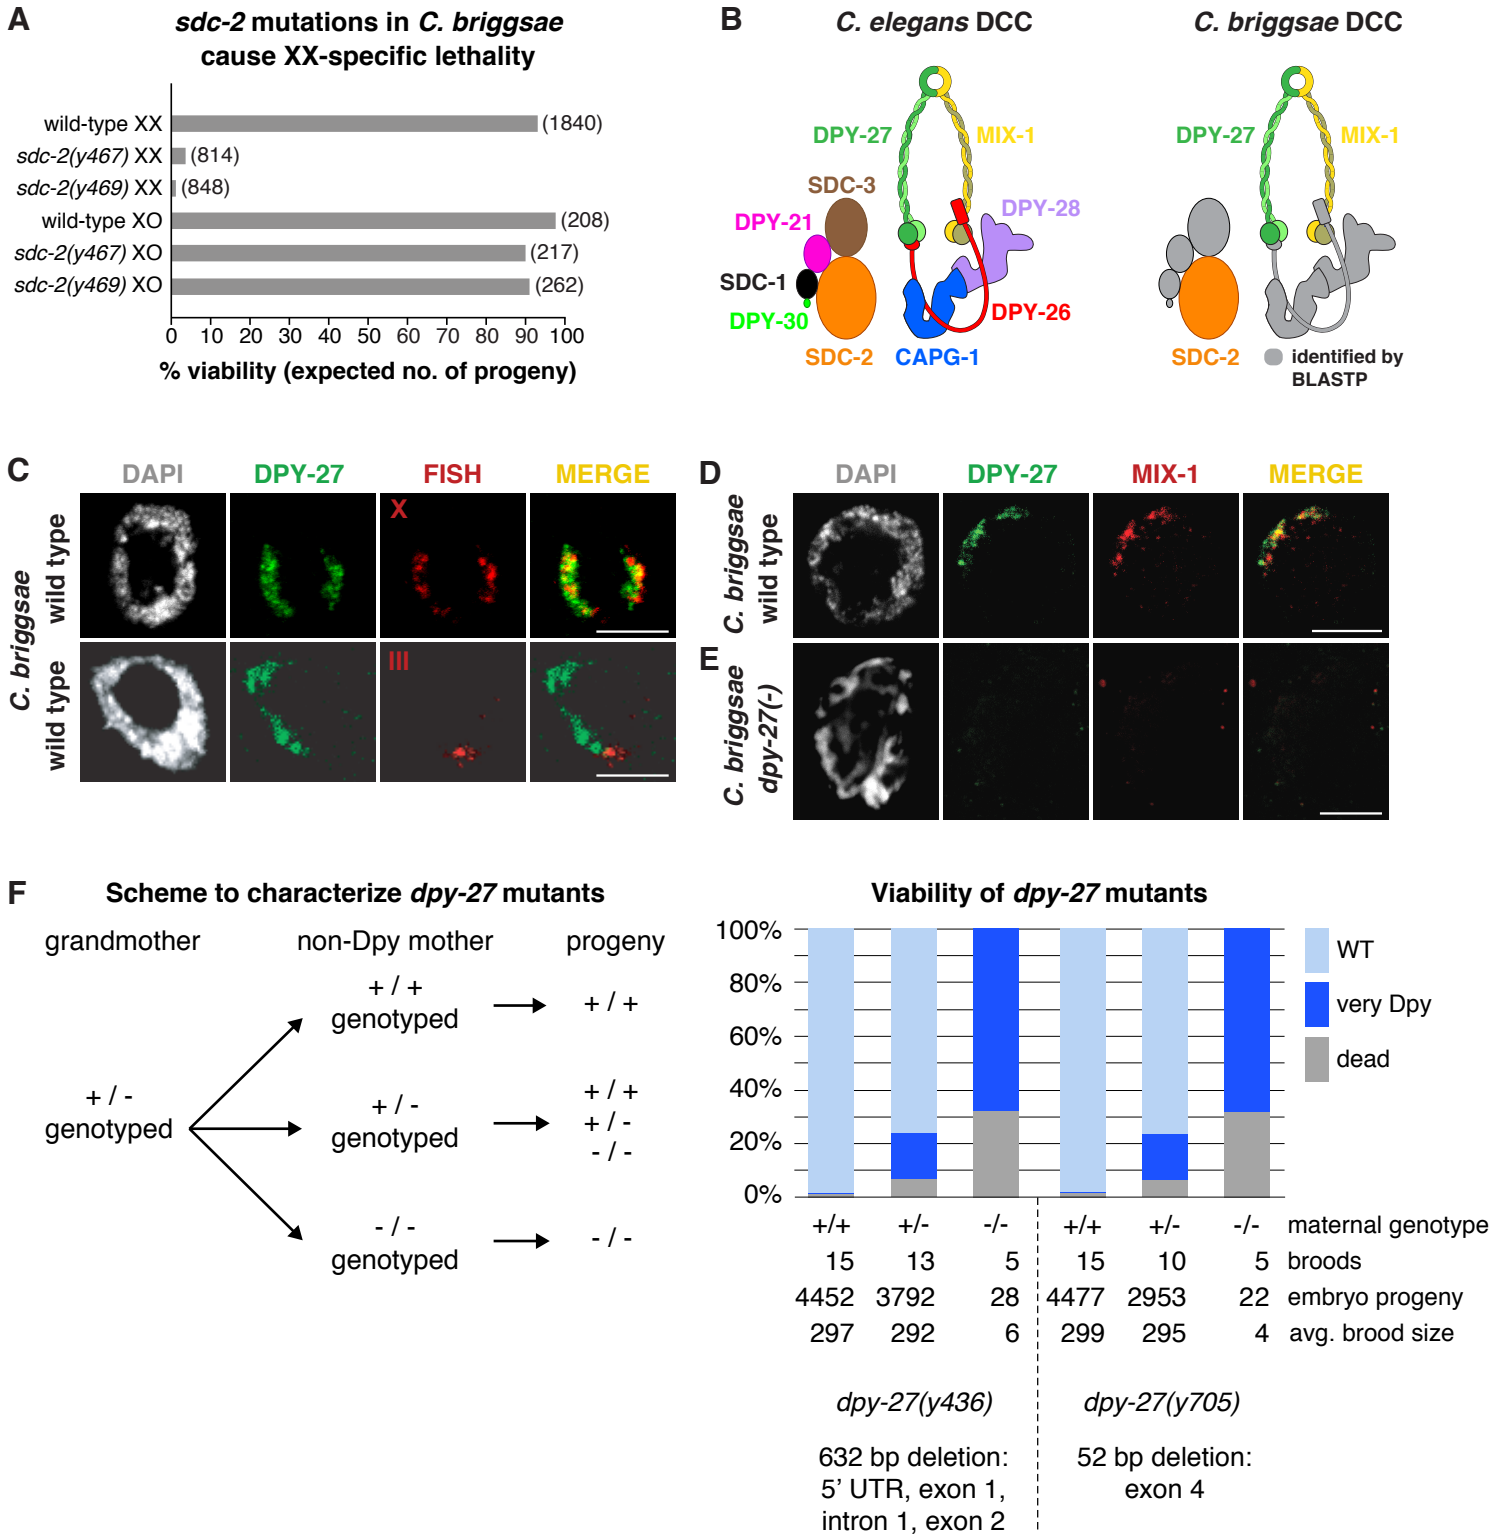 A
sdc-2 mutations in C. briggsae
cause XX-specific lethality
wild-type XX (1840)
sdc-2(y467) XX (814)
sdc-2(y469) XX (848)
wild-type XO (208)
sdc-2(y467) XO (217)
sdc-2(y469) XO (262)
0 10 20 30 40 50 60 70 80 90 100
% viability (expected no. of progeny)
B
C. elegans DCC
DPY-27 MIX-1
SDC-3
DPY-21 DPY-28
SDC-1
DPY-30 DPY-26
SDC-2 CAPG-1
C. briggsae DCC
DPY-27 MIX-1
SDC-2
identified by
BLASTP
C
DAPI DPY-27 FISH MERGE
C. briggsae
wild type
X
wild type
III
D
DAPI DPY-27 MIX-1 MERGE
C. briggsae
wild type
E
C. briggsae
dpy-27(-)
F
Scheme to characterize dpy-27 mutants
grandmother non-Dpy mother progeny
+ / +
genotyped
+ / +
+ / -
genotyped
+ / -
genotyped
+ / +
+ / -
- / -
- / -
genotyped
- / -
Viability of dpy-27 mutants
100%
80%
60%
40%
20%
0%
WT
very Dpy
dead
+/+ +/- -/- +/+ +/- -/- maternal genotype
15 13 5 15 10 5 broods
4452 3792 28 4477 2953 22 embryo progeny
297 292 6 299 295 4 avg. brood size
dpy-27(y436)
632 bp deletion:
5’ UTR, exon 1,
intron 1, exon 2
dpy-27(y705)
52 bp deletion:
exon 4